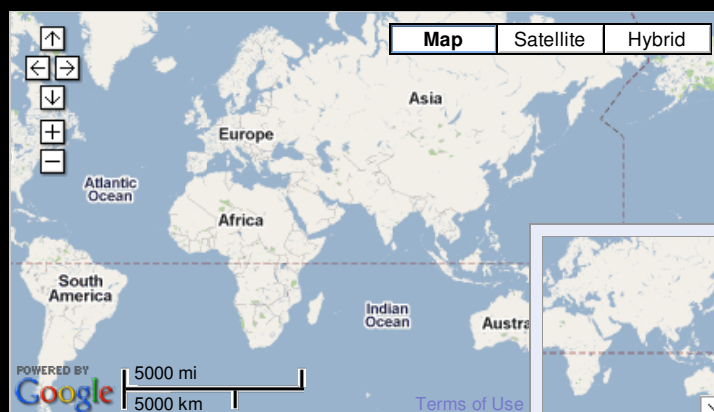 Map Satellite Hybrid
Asia
Europe
Atlantic
Ocean
Africa
South
America
Indian
Ocean
Austra
POWERED BY
Google
5000 mi
5000 km
Terms of Use